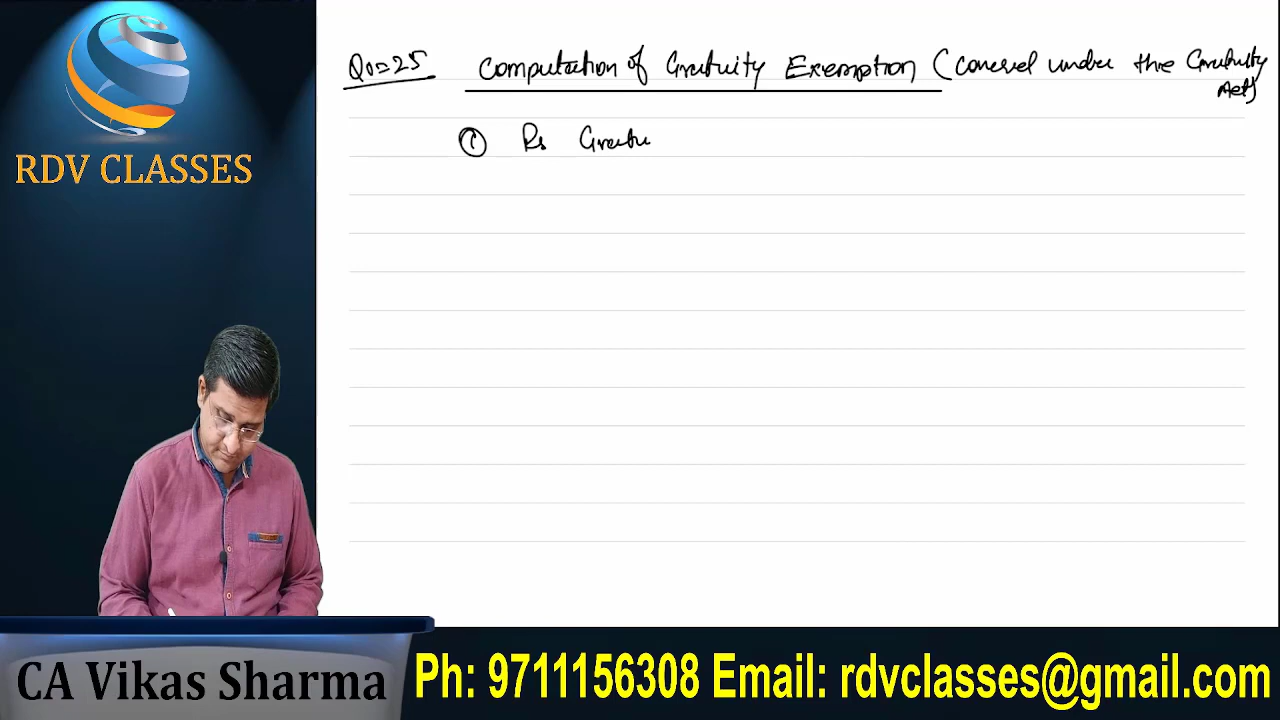 RDV CLASSES
Q0=25 Computation of Gratuity Exemption (Covered under the Gratuity
Act)
① Rs Gratu
CA Vikas Sharma
Ph: 9711156308 Email: rdvclasses@gmail.com